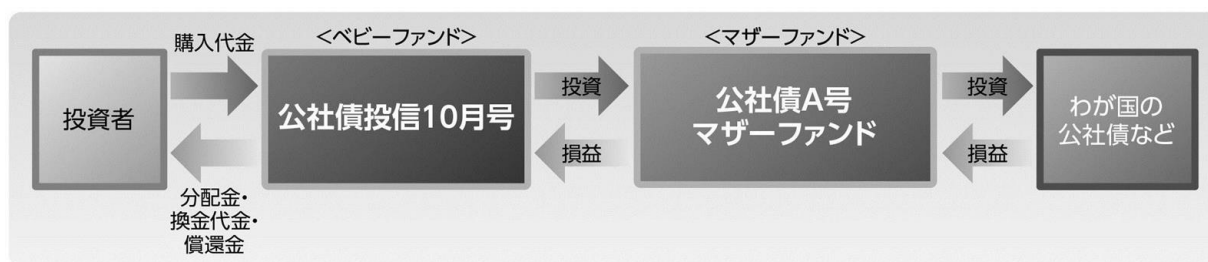 購入代金
<ベビーファンド>
<マザーファンド>
投資者
公社債投信10月号
投資
損益
公社債A号
マザーファンド
投資
損益
わが国の
公社債など
分配金・
換金代金・
償還金